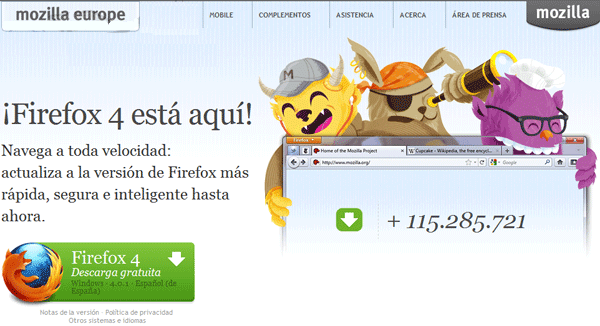 mozilla europe
MOBILE
COMPLEMENTOS
ASISTENCIA
ACERCA
ÁREA DE PRENSA
mozilla
M
¡Firefox 4 está aquí!
Navega a toda velocidad:
actualiza a la versión de Firefox más
rápida, segura e inteligente hasta
ahora.
Firefox
Home of the Mozilla Project
Cupcake - Wikipedia, the free encycl...
http://www.mozilla.org/
Google
+ 115.285.721
Firefox 4
Descarga gratuita
Windows · 4.0.1 · Español (de
España)
Notas de la versión · Política de privacidad
Otros sistemas e idiomas